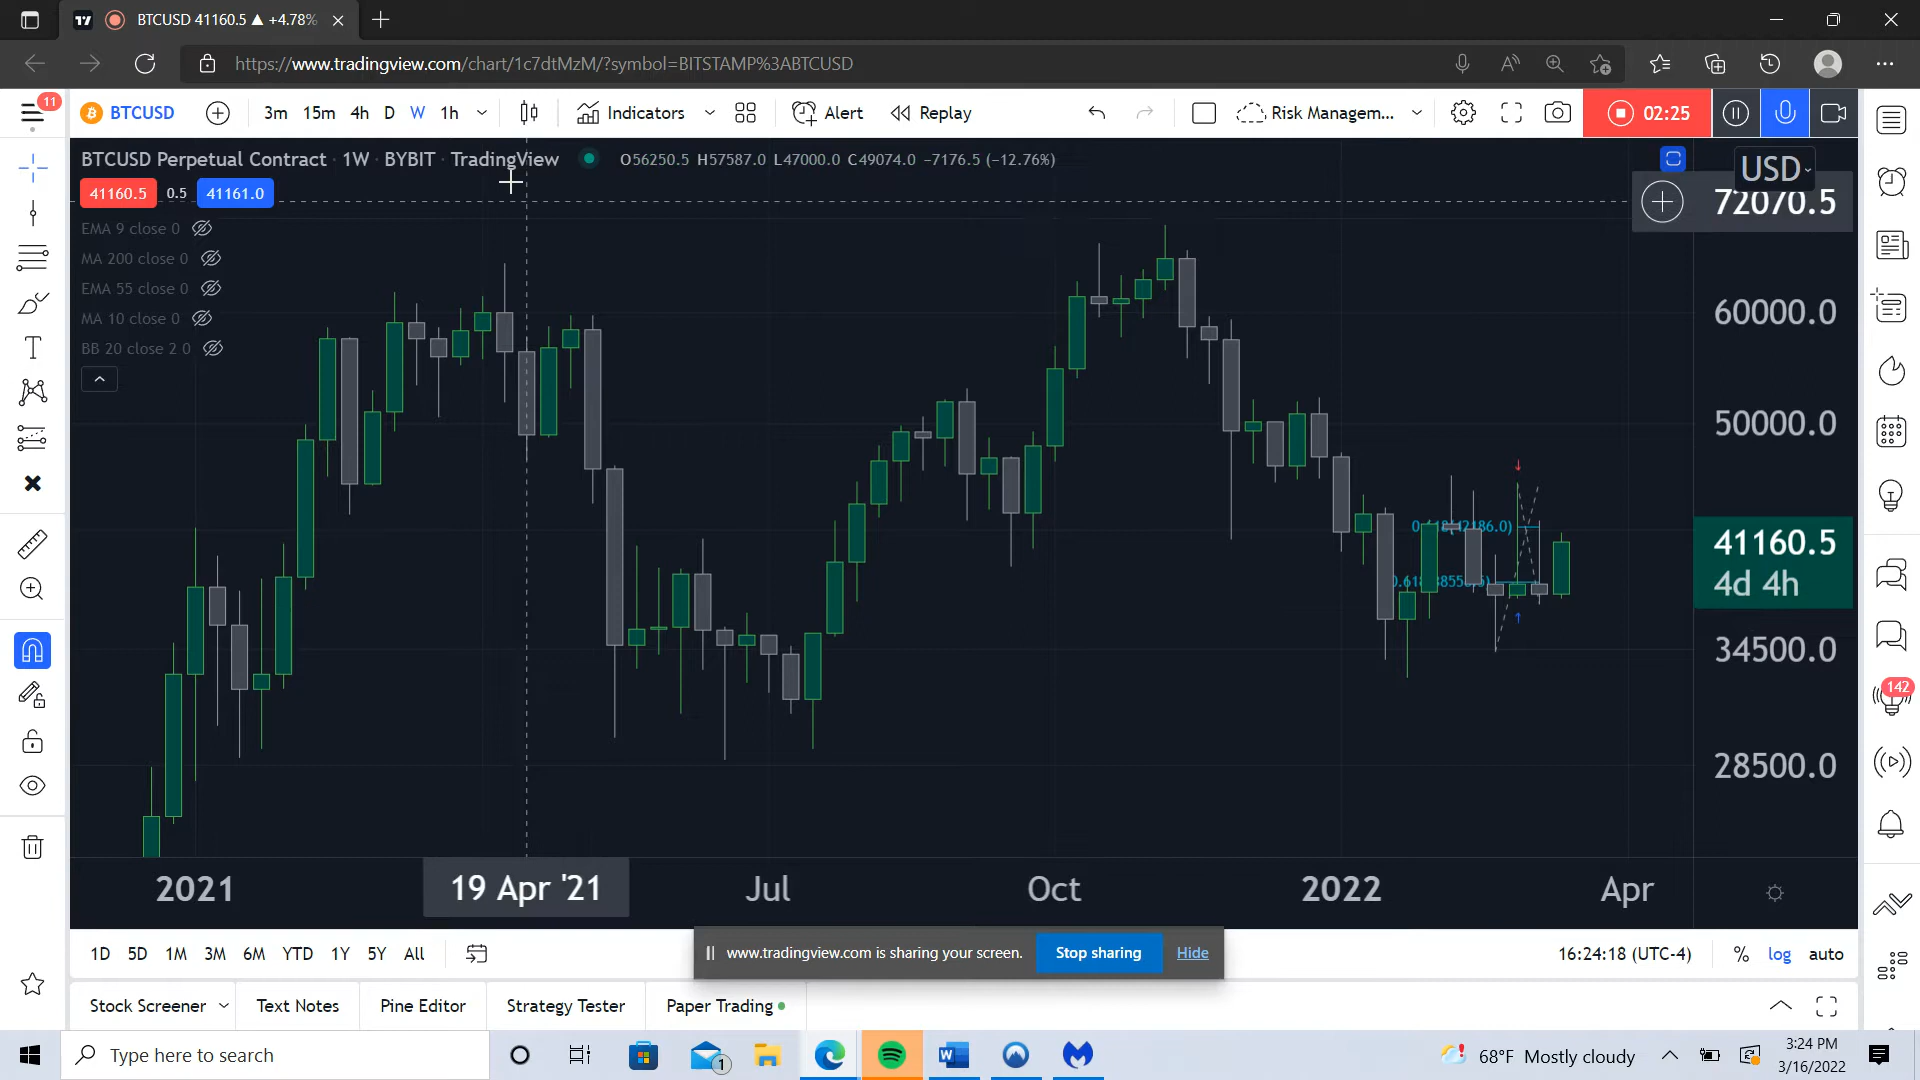 BTCUSD 41160.5 ▲ +4.78%
https://www.tradingview.com/chart/1c7dtMzM/?symbol=BITSTAMP%3ABTCUSD
11
BTCUSD 3m 15m 4h D W 1h Indicators Alert Replay Risk Managem... 02:25
BTCUSD Perpetual Contract · 1W · BYBIT · TradingView O56250.5 H57587.0 L47000.0 C49074.0 −7176.5 (−12.76%)
USD
41160.5 0.5 41161.0
72070.5
EMA 9 close 0
MA 200 close 0
EMA 55 close 0
MA 10 close 0
BB 20 close 2 0
60000.0
50000.0
41160.5
4d 4h
34500.0
28500.0
142
2021 19 Apr '21 Jul Oct 2022 Apr
1D 5D 1M 3M 6M YTD 1Y 5Y All
www.tradingview.com is sharing your screen. Stop sharing Hide
16:24:18 (UTC-4) % log auto
Stock Screener Text Notes Pine Editor Strategy Tester Paper Trading
Type here to search
1
68°F Mostly cloudy
3:24 PM
3/16/2022